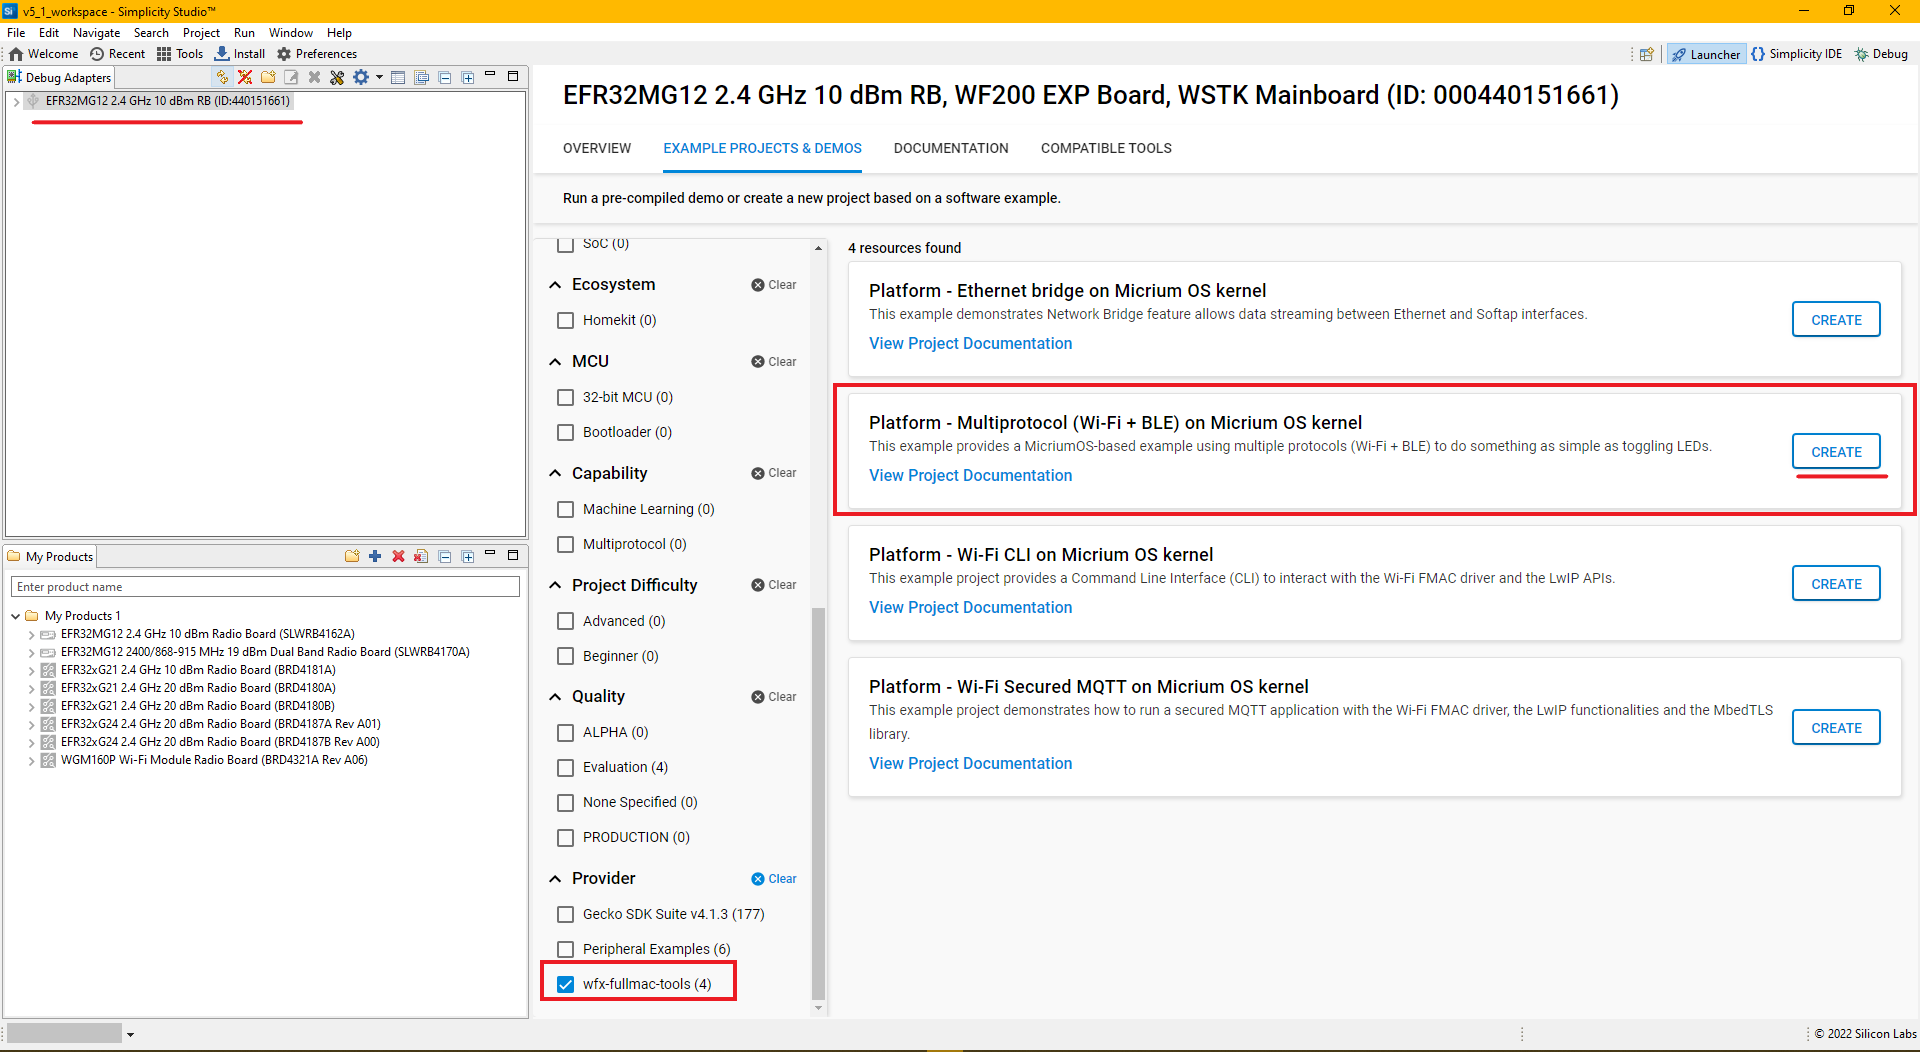 v5_1_workspace - Simplicity Studio™
File Edit Navigate Search Project Run Window Help
Welcome Recent Tools Install Preferences
Launcher Simplicity IDE Debug
Debug Adapters
EFR32MG12 2.4 GHz 10 dBm RB (ID:440151661)
My Products
Enter product name
My Products 1
EFR32MG12 2.4 GHz 10 dBm Radio Board (SLWRB4162A)
EFR32MG12 2400/868-915 MHz 19 dBm Dual Band Radio Board (SLWRB4170A)
EFR32xG21 2.4 GHz 10 dBm Radio Board (BRD4181A)
EFR32xG21 2.4 GHz 20 dBm Radio Board (BRD4180A)
EFR32xG21 2.4 GHz 20 dBm Radio Board (BRD4180B)
EFR32xG24 2.4 GHz 20 dBm Radio Board (BRD4187A Rev A01)
EFR32xG24 2.4 GHz 20 dBm Radio Board (BRD4187B Rev A00)
WGM160P Wi-Fi Module Radio Board (BRD4321A Rev A06)
EFR32MG12 2.4 GHz 10 dBm RB, WF200 EXP Board, WSTK Mainboard (ID: 000440151661)
OVERVIEW EXAMPLE PROJECTS & DEMOS DOCUMENTATION COMPATIBLE TOOLS
Run a pre-compiled demo or create a new project based on a software example.
SoC (0)
Ecosystem Clear
Homekit (0)
MCU Clear
32-bit MCU (0)
Bootloader (0)
Capability Clear
Machine Learning (0)
Multiprotocol (0)
Project Difficulty Clear
Advanced (0)
Beginner (0)
Quality Clear
ALPHA (0)
Evaluation (4)
None Specified (0)
PRODUCTION (0)
Provider Clear
Gecko SDK Suite v4.1.3 (177)
Peripheral Examples (6)
wfx-fullmac-tools (4)
4 resources found
Platform - Ethernet bridge on Micrium OS kernel
This example demonstrates Network Bridge feature allows data streaming between Ethernet and Softap interfaces.
View Project Documentation
CREATE
Platform - Multiprotocol (Wi-Fi + BLE) on Micrium OS kernel
This example provides a MicriumOS-based example using multiple protocols (Wi-Fi + BLE) to do something as simple as toggling LEDs.
View Project Documentation
CREATE
Platform - Wi-Fi CLI on Micrium OS kernel
This example project provides a Command Line Interface (CLI) to interact with the Wi-Fi FMAC driver and the LwIP APIs.
View Project Documentation
CREATE
Platform - Wi-Fi Secured MQTT on Micrium OS kernel
This example project demonstrates how to run a secured MQTT application with the Wi-Fi FMAC driver, the LwIP functionalities and the MbedTLS
library.
View Project Documentation
CREATE
© 2022 Silicon Labs